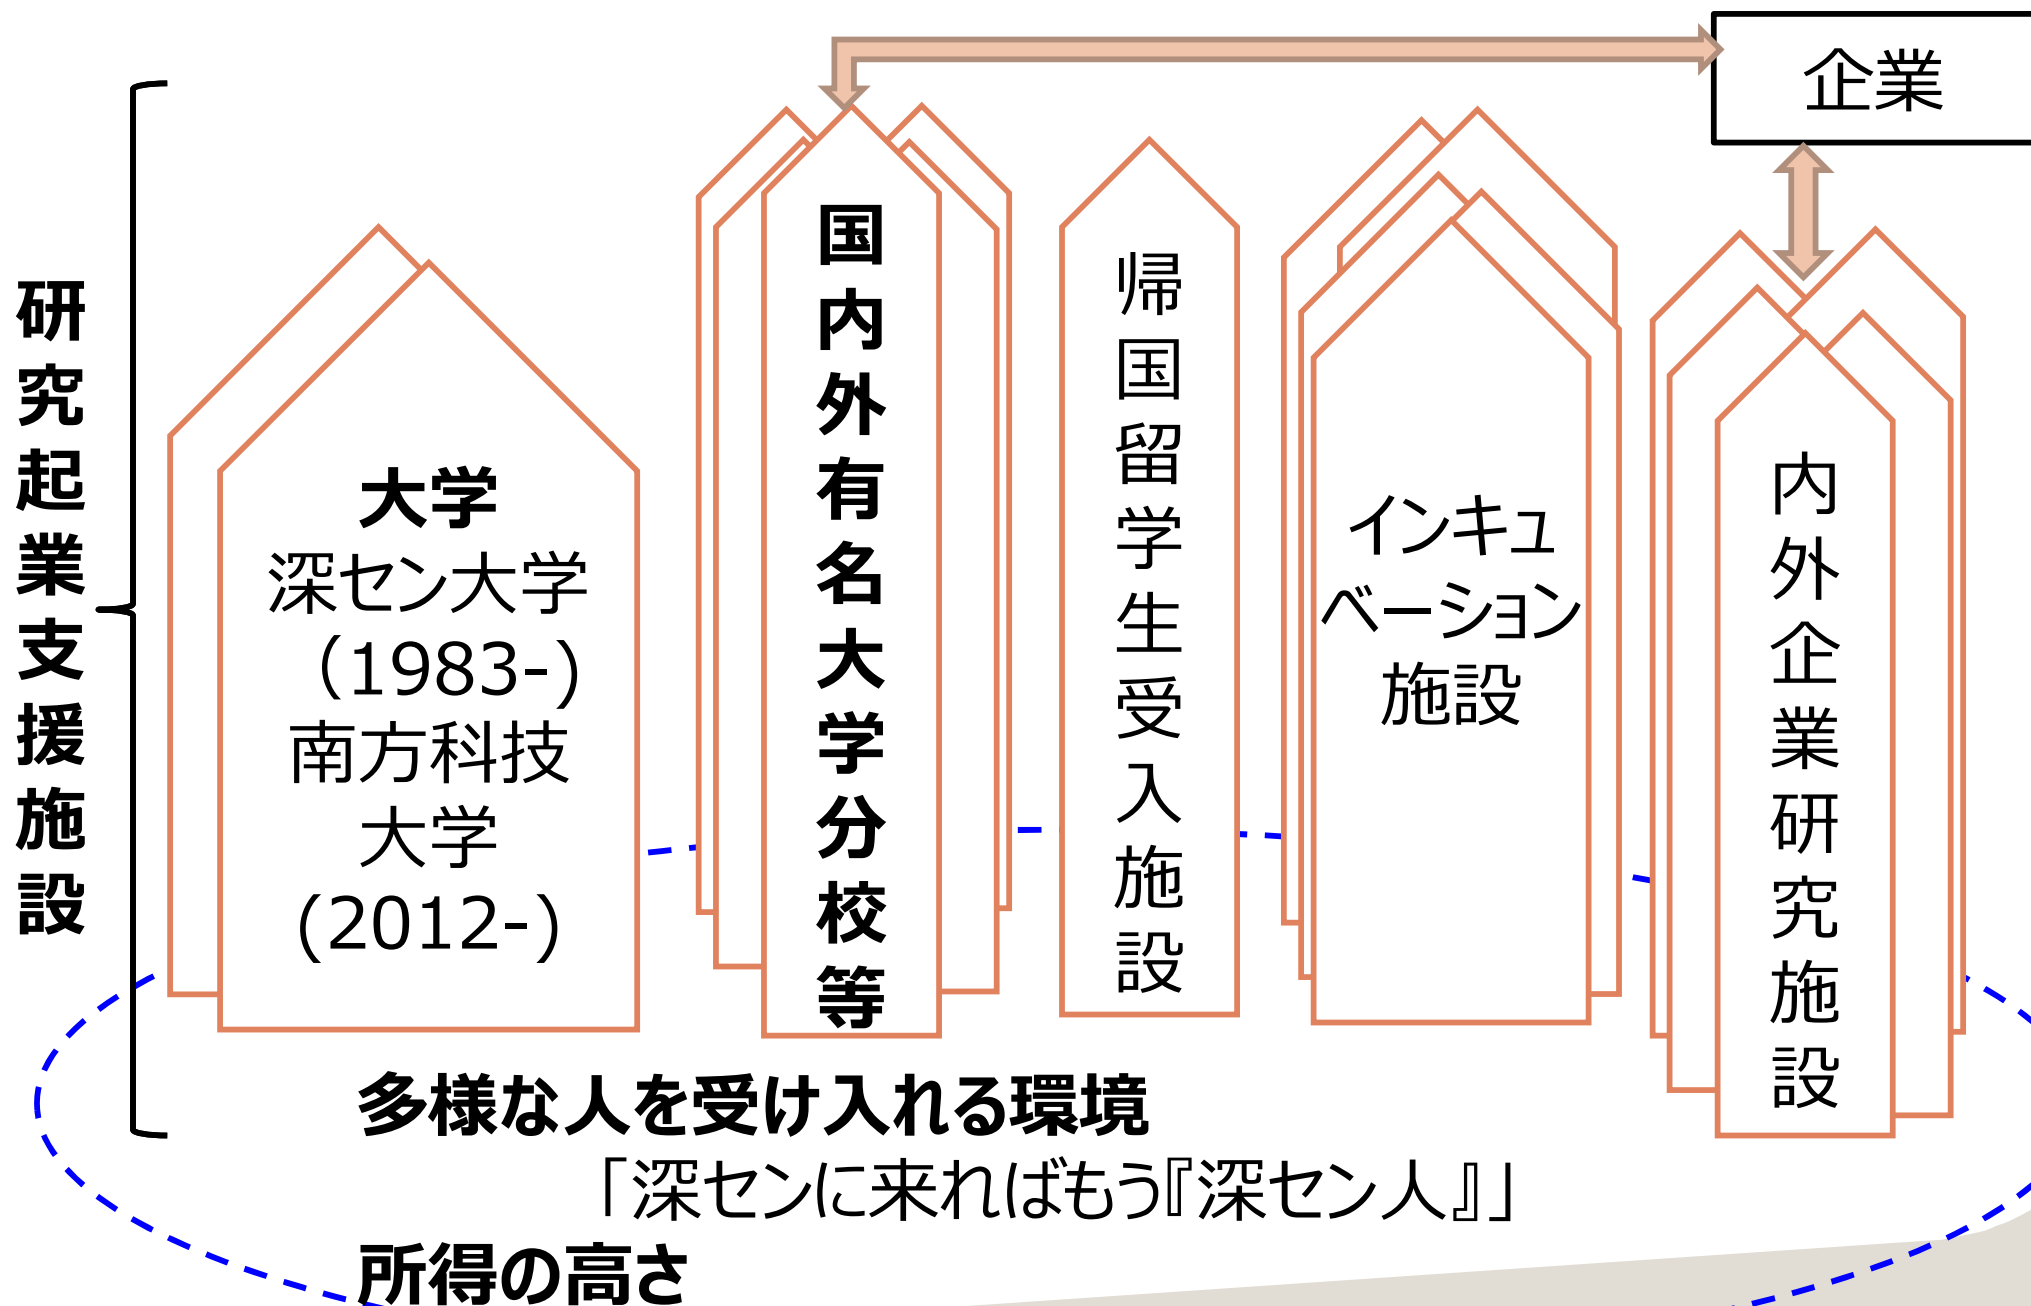 企業
研究起業支援施設
大学
深セン大学
（1983-）
南方科技
大学
(2012-)
国内外有名大学分校等
帰国留学生受入施設
インキュ
ベーション
施設
内外企業研究施設
多様な人を受け入れる環境
「深センに来ればもう『深セン人』」
所得の高さ